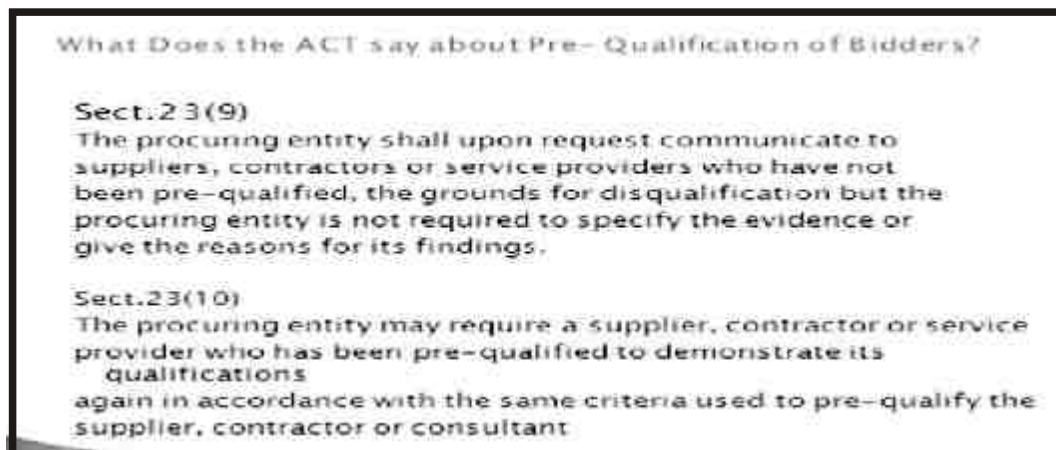 What Does the ACT say about Pre- Qualification of Bidders?
Sect.23(9)
The procuring entity shall upon request communicate to
suppliers, contractors or service providers who have not
been pre-qualified, the grounds for disqualification but the
procuring entity is not required to specify the evidence or
give the reasons for its findings.
Sect.23(10)
The procuring entity may require a supplier, contractor or service
provider who has been pre-qualified to demonstrate its
qualifications
again in accordance with the same criteria used to pre-qualify the
supplier, contractor or consultant